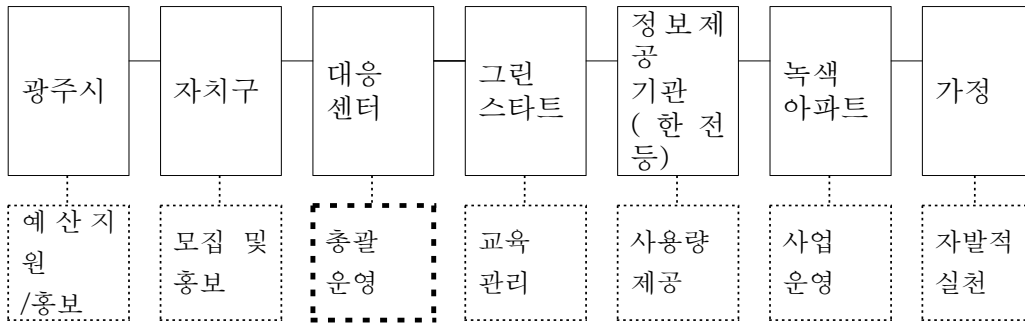 광주시
자치구
대응
센터
그린
스타트
정보제
공
기관
( 한 전
등)
녹색
아파트
가정
예 산 지
원
/홍보
모집 및
홍보
총괄
운영
교육
관리
사용량
제공
사업
운영
자발적
실천